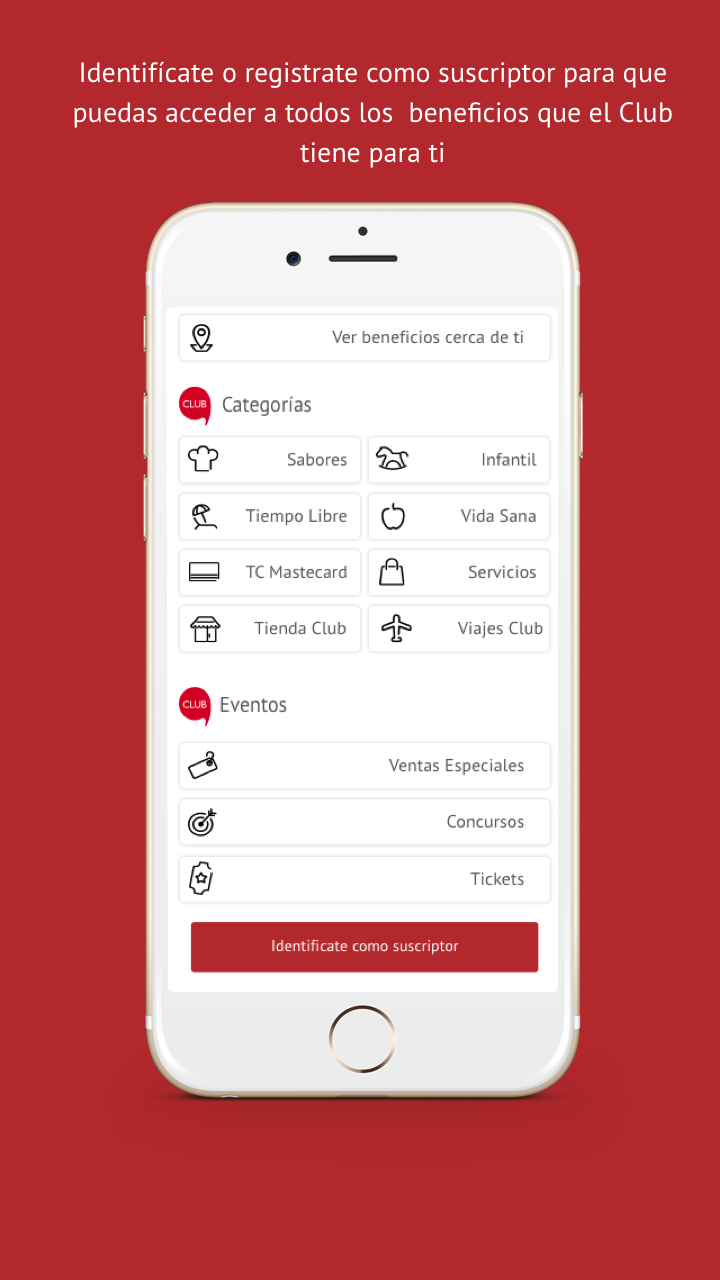 Identifícate o registrate como suscriptor para que
puedas acceder a todos los beneficios que el Club
tiene para ti
Ver beneficios cerca de ti
CLUB Categorías
Sabores Infantil
Tiempo Libre Vida Sana
TC Mastecard Servicios
Tienda Club Viajes Club
CLUB Eventos
Ventas Especiales
Concursos
Tickets
Identificate como suscriptor